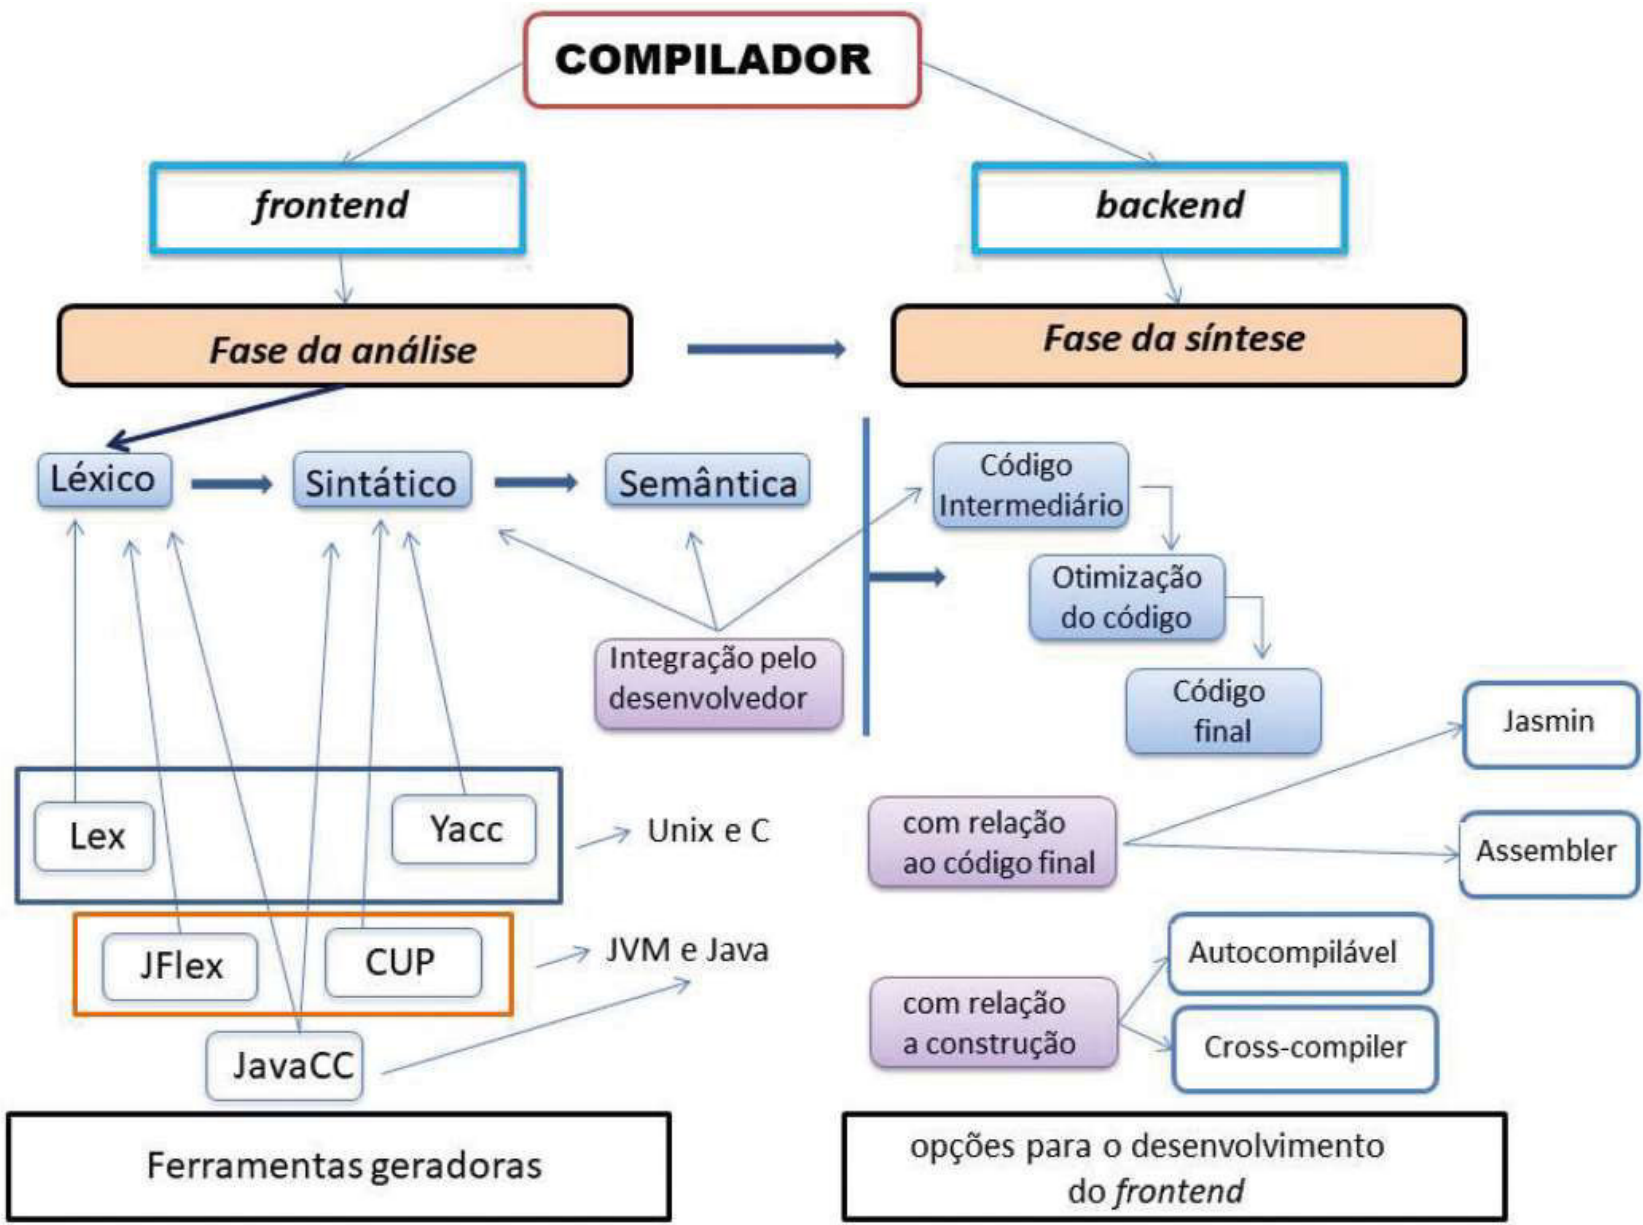 COMPILADOR
frontend
backend
Fase da análise
Fase da síntese
Léxico
Sintático
Semântica
Código
Intermediário
Otimização
do código
Código
final
Integração pelo
desenvolvedor
Lex
Yacc
Unix e C
JFlex
CUP
JVM e Java
JavaCC
Ferramentas geradoras
com relação
ao código final
Jasmin
Assembler
com relação
a construção
Autocompilável
Cross-compiler
opções para o desenvolvimento
do frontend